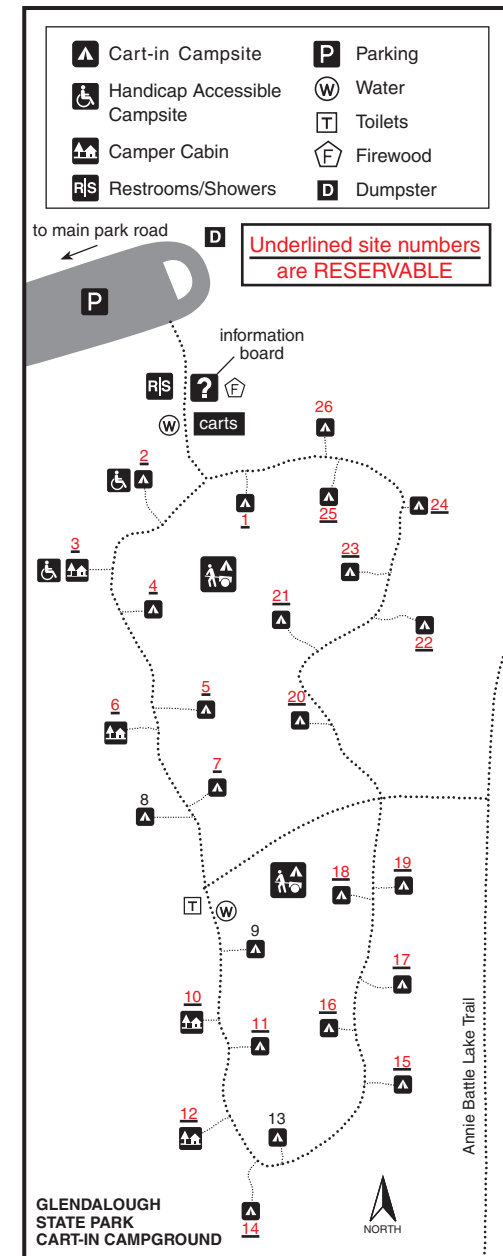 Cart-in Campsite
Handicap Accessible
Campsite
Camper Cabin
R|S Restrooms/Showers
P Parking
W Water
T Toilets
F Firewood
D Dumpster
to main park road
D
Underlined site numbers
are RESERVABLE
P
information
board
R|S ? F
W carts
26
2
1
25
24
3
23
4
21
22
5
6
20
7
8
18
19
T W
9
17
10
16
11
15
12
13
14
Annie Battle Lake Trail
NORTH
GLENDALOUGH
STATE PARK
CART-IN CAMPGROUND